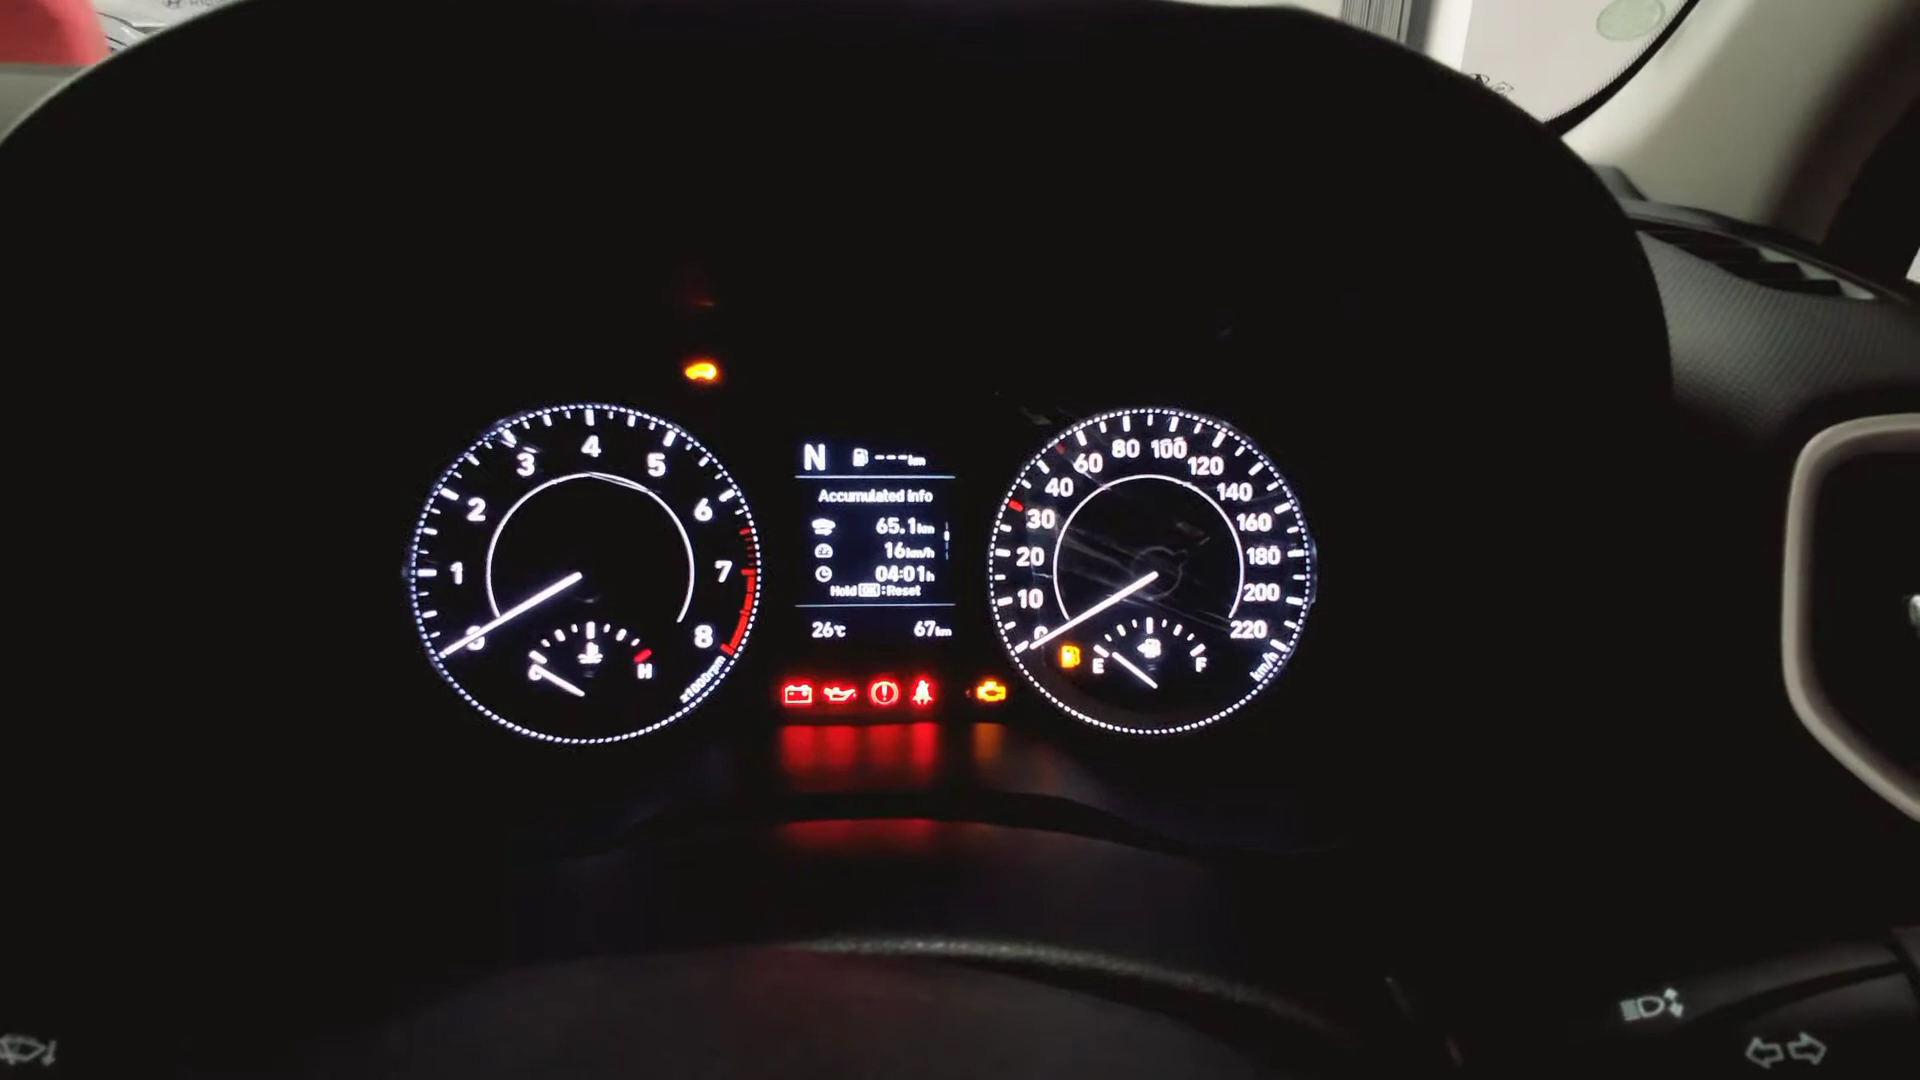 1
2
3
4
5
6
7
8
x1000rpm
C
H
N ---km
Accumulated Info
65.1km
16km/h
04:01h
Hold OK :Reset
26℃ 67km
0
10
20
30
40
60
80
100
120
140
160
180
200
220
km/h
E
F